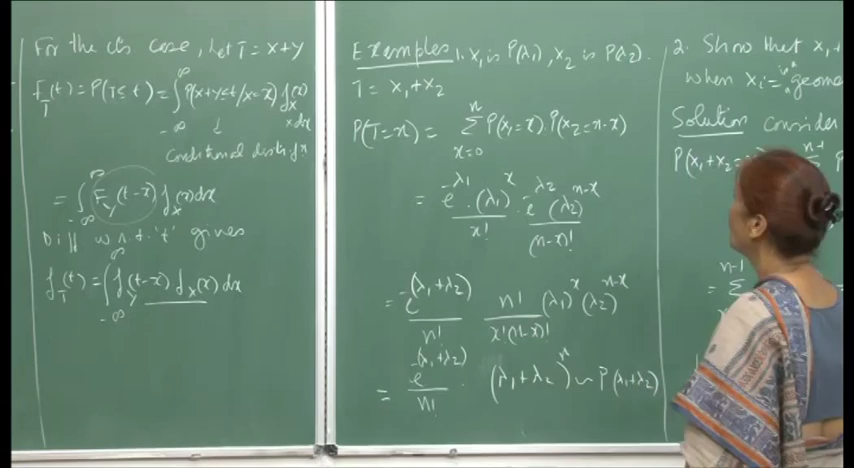 For the cts case, Let T = X+Y
F_T(t) = P(T≤t) = ∫_{-∞}^{∞} P(X+Y≤t/X=x) f_X(x) dx
↓
Conditional distr. fn
= ∫_{-∞}^{∞} F_Y(t-x) f_X(x) dx
Diff w.r.t. 't' gives
f_T(t) = ∫_{-∞}^{∞} f_Y(t-x) f_X(x) dx
Examples 1. X1 is P(λ1), X2 is P(λ2).
T = X1+X2
P(T=n) = Σ_{x=0}^{n} P(X1=x).P(X2=n-x)
= e^{-λ1}.(λ1)^x / x! . e^{-λ2}(λ2)^{n-x} / (n-x)!
= e^{-(λ1+λ2)} / n! n! / x!(n-x)! (λ1)^x (λ2)^{n-x}
= e^{-(λ1+λ2)} / n! . (λ1+λ2)^n ~ P(λ1+λ2)
2. Show that X1+
when Xi =
Solution Consider
P(X1+X2= n-1 P
= Σ n-1